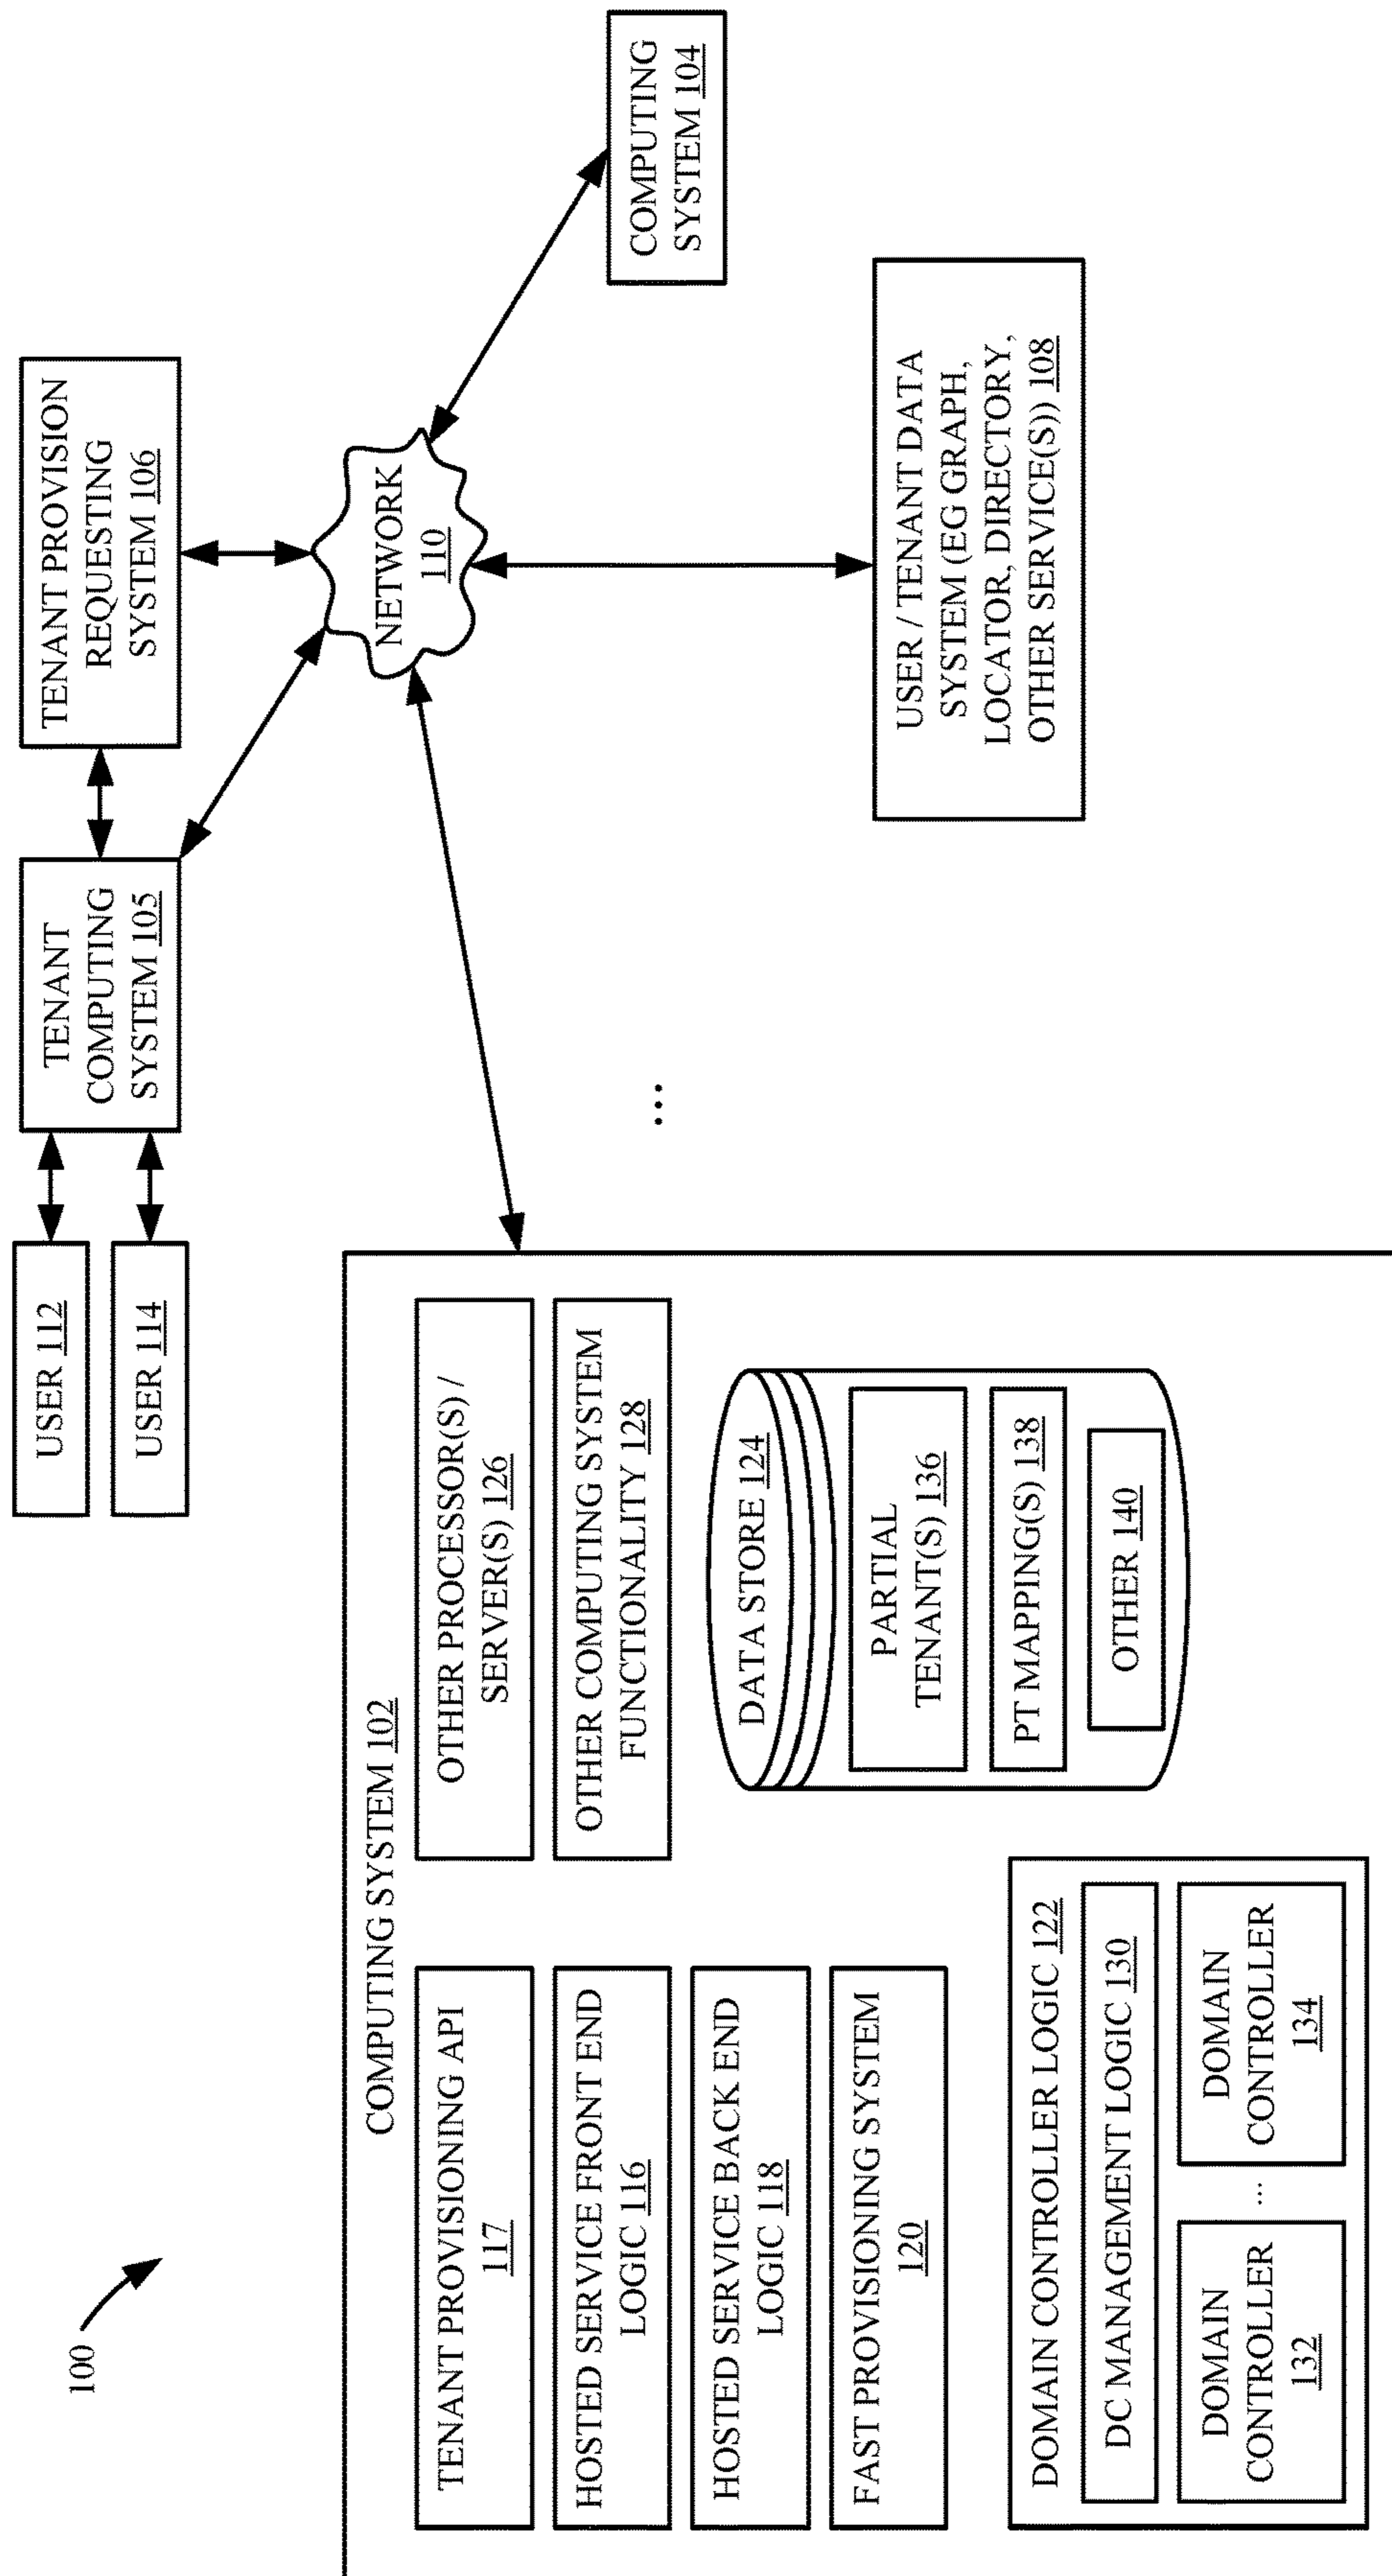 100
USER 112
USER 114
TENANT
COMPUTING
SYSTEM 105
TENANT PROVISION
REQUESTING
SYSTEM 106
NETWORK
110
COMPUTING
SYSTEM 104
USER / TENANT DATA
SYSTEM (EG GRAPH,
LOCATOR, DIRECTORY,
OTHER SERVICE(S)) 108
...
COMPUTING SYSTEM 102
TENANT PROVISIONING API
117
HOSTED SERVICE FRONT END
LOGIC 116
HOSTED SERVICE BACK END
LOGIC 118
FAST PROVISIONING SYSTEM
120
OTHER PROCESSOR(S) /
SERVER(S) 126
OTHER COMPUTING SYSTEM
FUNCTIONALITY 128
DATA STORE 124
PARTIAL
TENANT(S) 136
PT MAPPING(S) 138
OTHER 140
DOMAIN CONTROLLER LOGIC 122
DC MANAGEMENT LOGIC 130
DOMAIN
CONTROLLER
132
...
DOMAIN
CONTROLLER
134